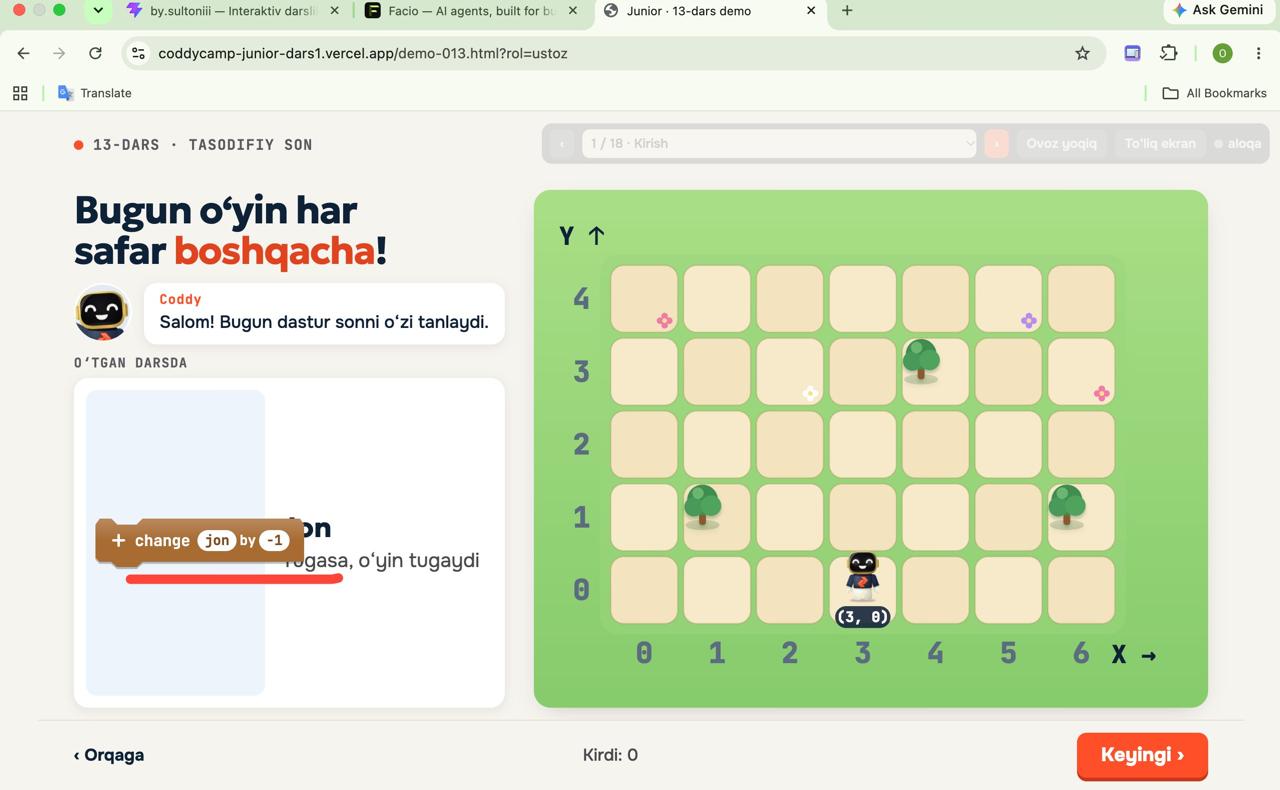 by.sultoniii — Interaktiv darsli
Facio — AI agents, built for bu
Junior · 13-dars demo
Ask Gemini
coddycamp-junior-dars1.vercel.app/demo-013.html?rol=ustoz
O
Translate
All Bookmarks
13-DARS · TASODIFIY SON
1 / 18 · Kirish
Ovoz yoqiq
To‘liq ekran
aloqa
Bugun o‘yin har
safar boshqacha!
Coddy
Salom! Bugun dastur sonni o‘zi tanlaydi.
O‘TGAN DARSDA
+ change jon by -1
, o‘yin tugaydi
Y ↑
4
3
2
1
0
(3, 0)
0 1 2 3 4 5 6 X →
‹ Orqaga
Kirdi: 0
Keyingi ›